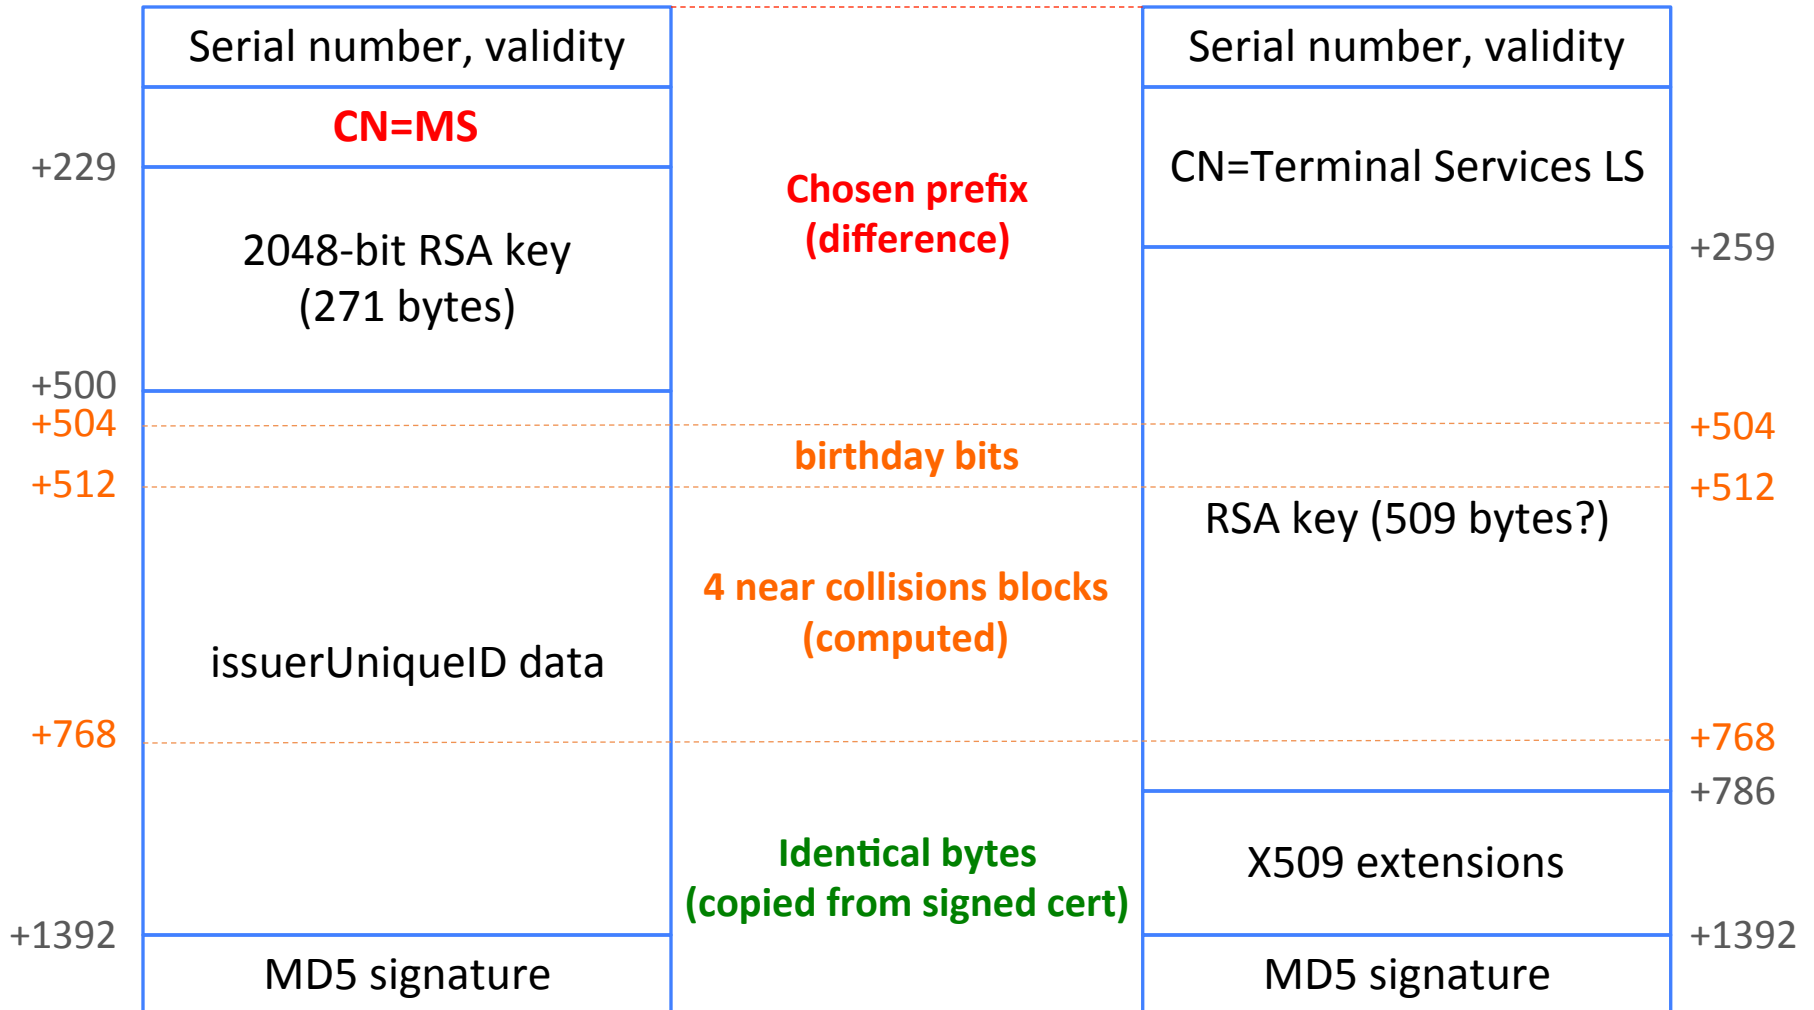 Serial number, validity
CN=MS
+229
2048-bit RSA key
(271 bytes)
+500
+504
+512
issuerUniqueID data
+768
+1392
MD5 signature
Chosen prefix
(difference)
birthday bits
4 near collisions blocks
(computed)
Identical bytes
(copied from signed cert)
Serial number, validity
CN=Terminal Services LS
+259
+504
+512
RSA key (509 bytes?)
+768
+786
X509 extensions
+1392
MD5 signature